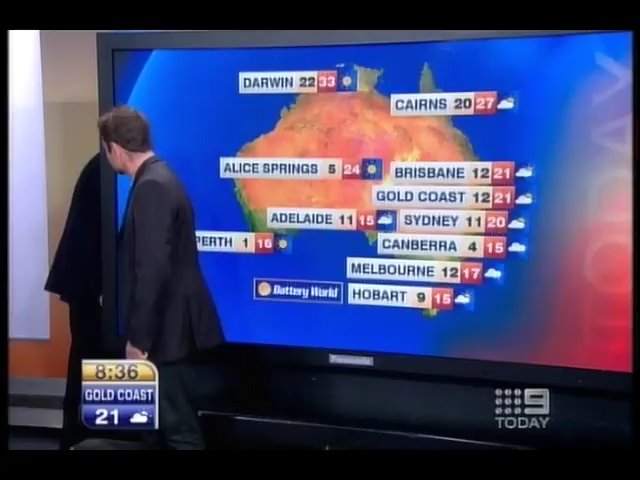 DARWIN 22 33
CAIRNS 20 27
ALICE SPRINGS 5 24
BRISBANE 12 21
GOLD COAST 12 21
ADELAIDE 11 15
SYDNEY 11 20
PERTH 1 16
CANBERRA 4 15
MELBOURNE 12 17
Battery World
HOBART 9 15
TODAY
Panasonic
8:36
GOLD COAST
21
9
TODAY